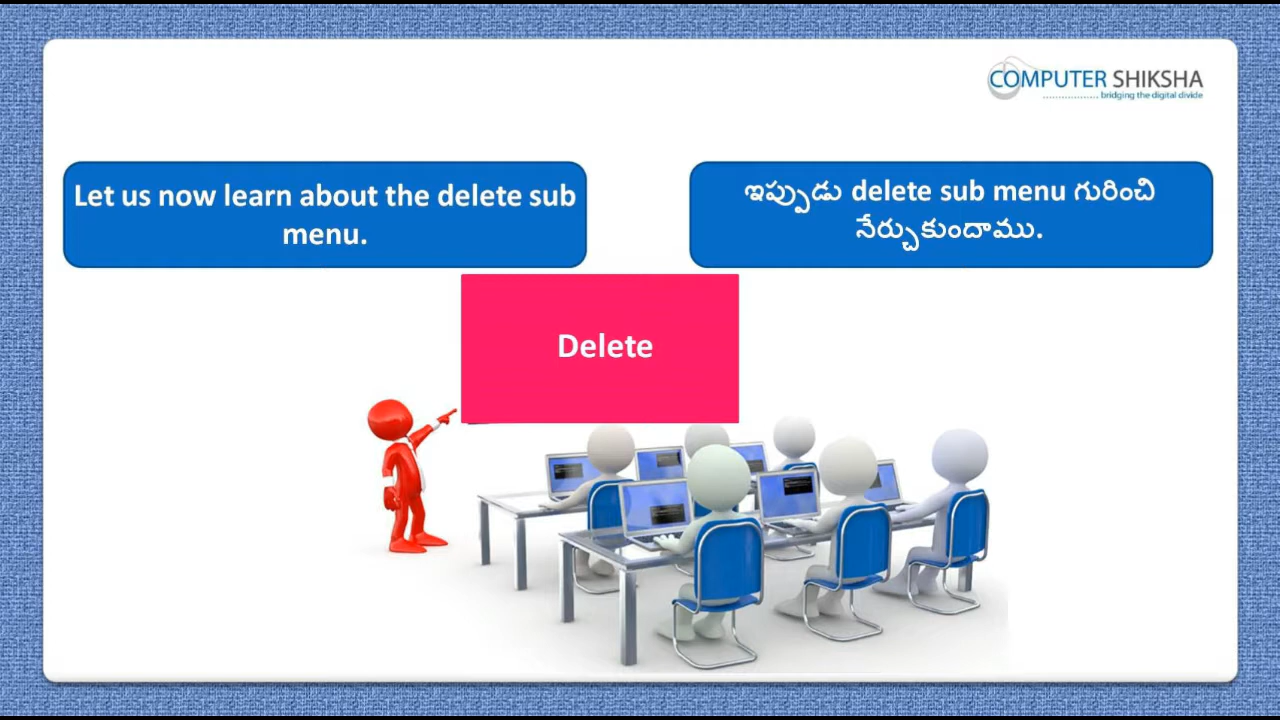 COMPUTER SHIKSHA
bridging the digital divide
Let us now learn about the delete sub
menu.
ఇప్పుడు delete sub menu గురించి
నేర్చుకుందాము.
Delete